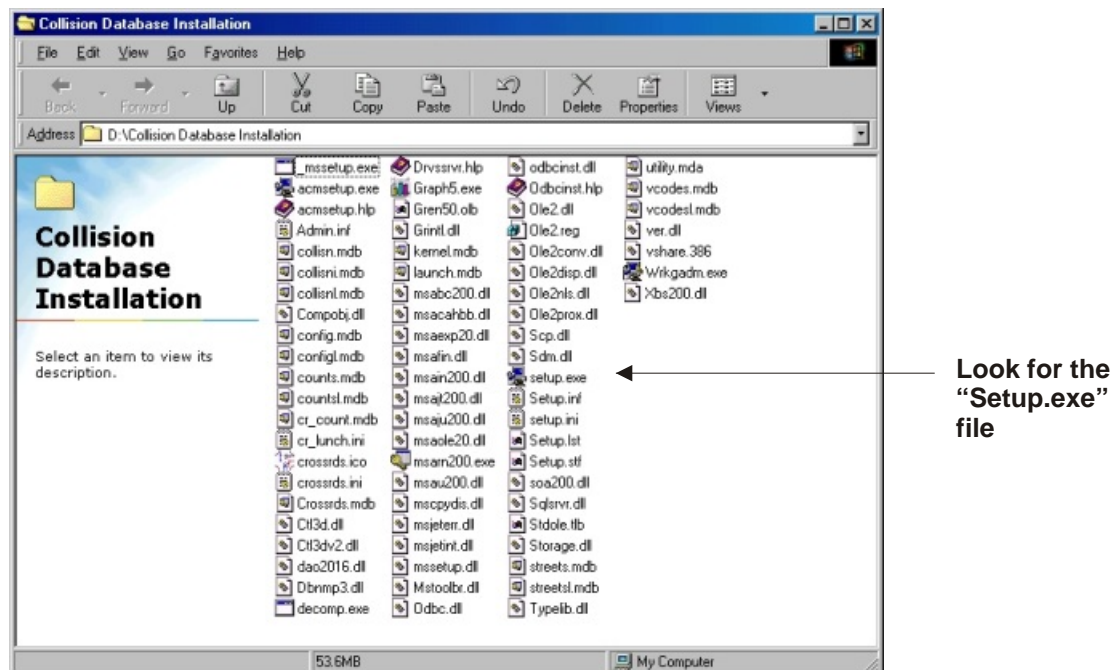 Collision Database Installation
File Edit View Go Favorites Help
Back Forward Up Cut Copy Paste Undo Delete Properties Views
Address D:\Collision Database Installation
Collision
Database
Installation
Select an item to view its
description.
_mssetup.exe
acmsetup.exe
acmsetup.hlp
Admin.inf
collisn.mdb
collisni.mdb
collisnl.mdb
Compobj.dll
config.mdb
configl.mdb
counts.mdb
countsl.mdb
cr_count.mdb
cr_lunch.ini
crossrds.ico
crossrds.ini
Crossrds.mdb
Ctl3d.dll
Ctl3dv2.dll
dao2016.dll
Dbnmp3.dll
decomp.exe
Drvssrvr.hlp
Graph5.exe
Gren50.olb
Grintl.dll
kernel.mdb
launch.mdb
msabc200.dll
msacahbb.dll
msaexp20.dll
msafin.dll
msain200.dll
msajt200.dll
msaju200.dll
msaole20.dll
msarn200.exe
msau200.dll
mscpydis.dll
msjeterr.dll
msjetint.dll
mssetup.dll
Mstoolbr.dll
Odbc.dll
odbcinst.dll
Odbcinst.hlp
Ole2.dll
Ole2.reg
Ole2conv.dll
Ole2disp.dll
Ole2nls.dll
Ole2prox.dll
Scp.dll
Sdm.dll
setup.exe
Setup.inf
setup.ini
Setup.lst
Setup.stf
soa200.dll
Sqlsrvr.dll
Stdole.tlb
Storage.dll
streets.mdb
streetsl.mdb
Typelib.dll
utility.mda
vcodes.mdb
vcodesl.mdb
ver.dll
vshare.386
Wrkgadm.exe
Xbs200.dll
Look for the
“Setup.exe”
file
53.6MB
My Computer